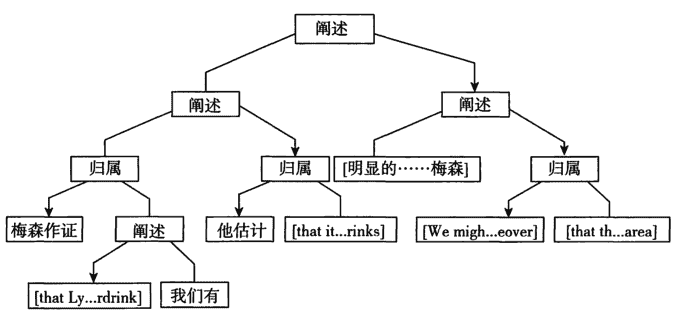 阐述
阐述
阐述
归属
归属
[明显的……梅森]
归属
梅森作证
阐述
他估计
[that it...rinks]
[We migh...eover]
[that th...area]
[that Ly...rdrink]
我们有